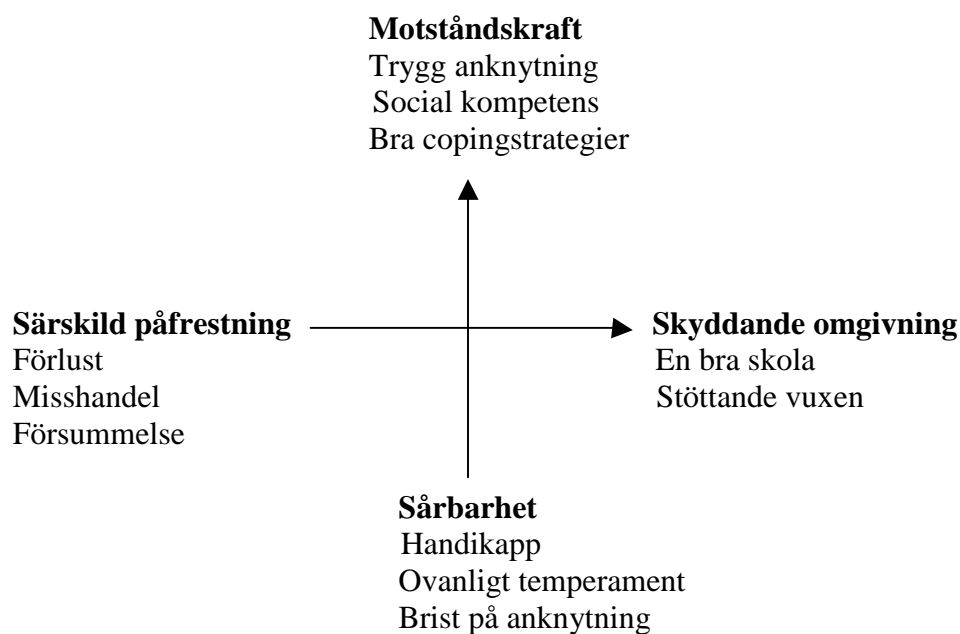 Motståndskraft
Trygg anknytning
Social kompetens
Bra copingstrategier
Särskild påfrestning
Förlust
Misshandel
Försummelse
Skyddande omgivning
En bra skola
Stöttande vuxen
Sårbarhet
Handikapp
Ovanligt temperament
Brist på anknytning